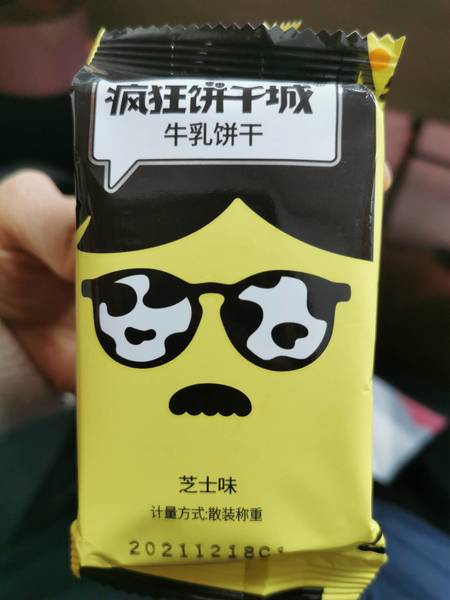 疯狂饼干城
牛乳饼干
芝士味
计量方式:散装称重
20211218C